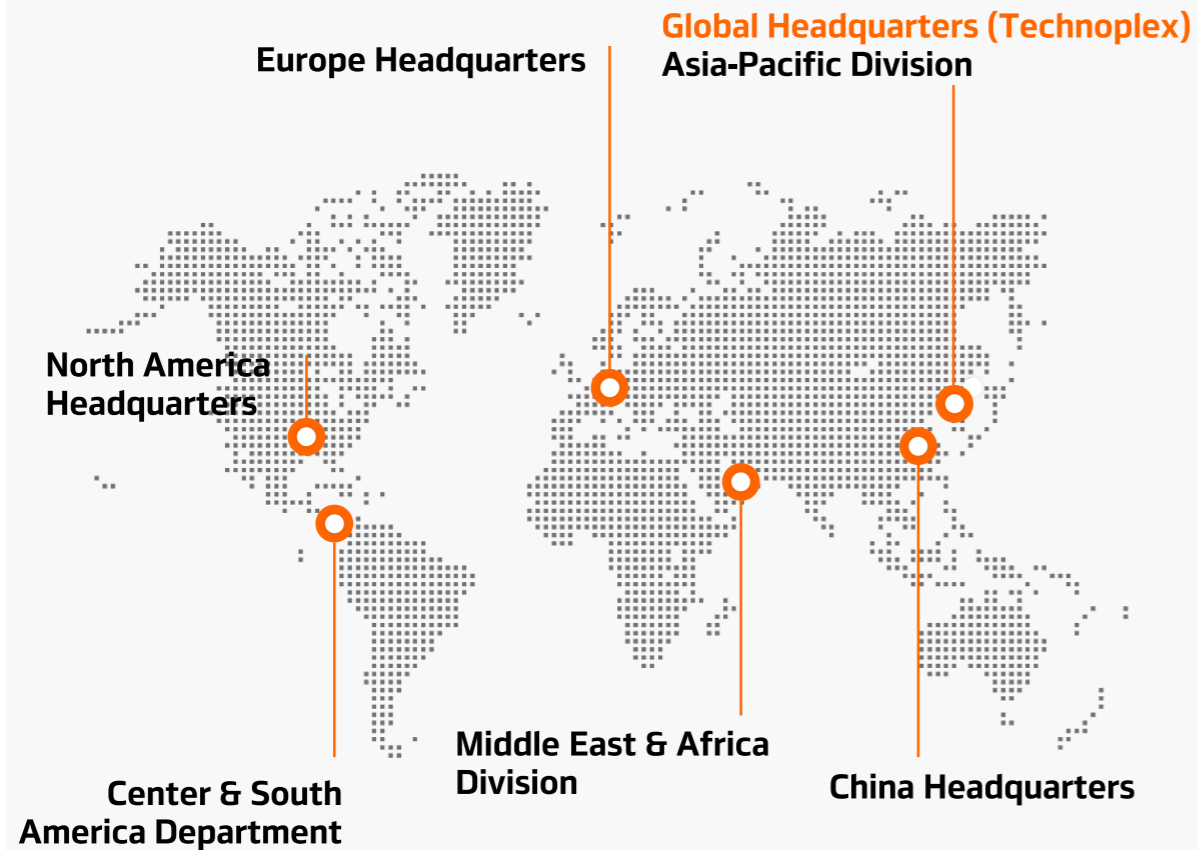 Global Headquarters (Technoplex)
Asia-Pacific Division
Europe Headquarters
North America
Headquarters
Middle East & Africa
Division
China Headquarters
Center & South
America Department